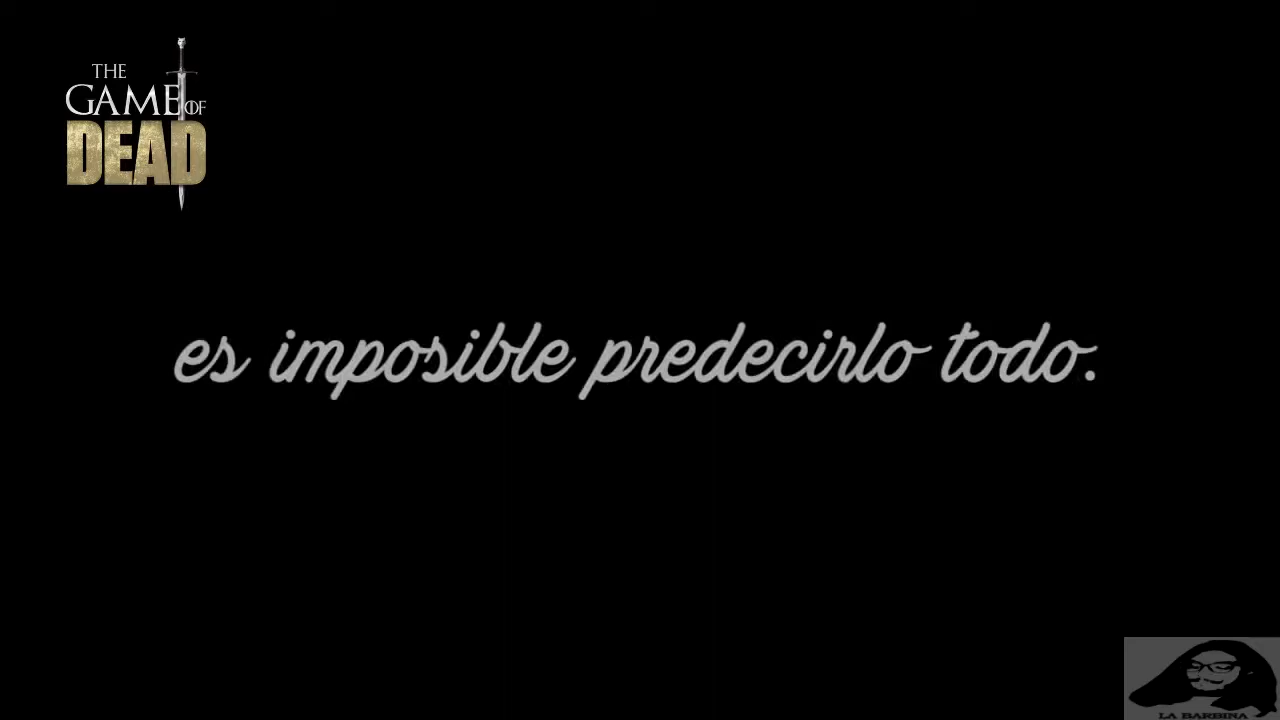 THE
GAME OF
DEAD
es imposible predecirlo todo.
LA BARBINA